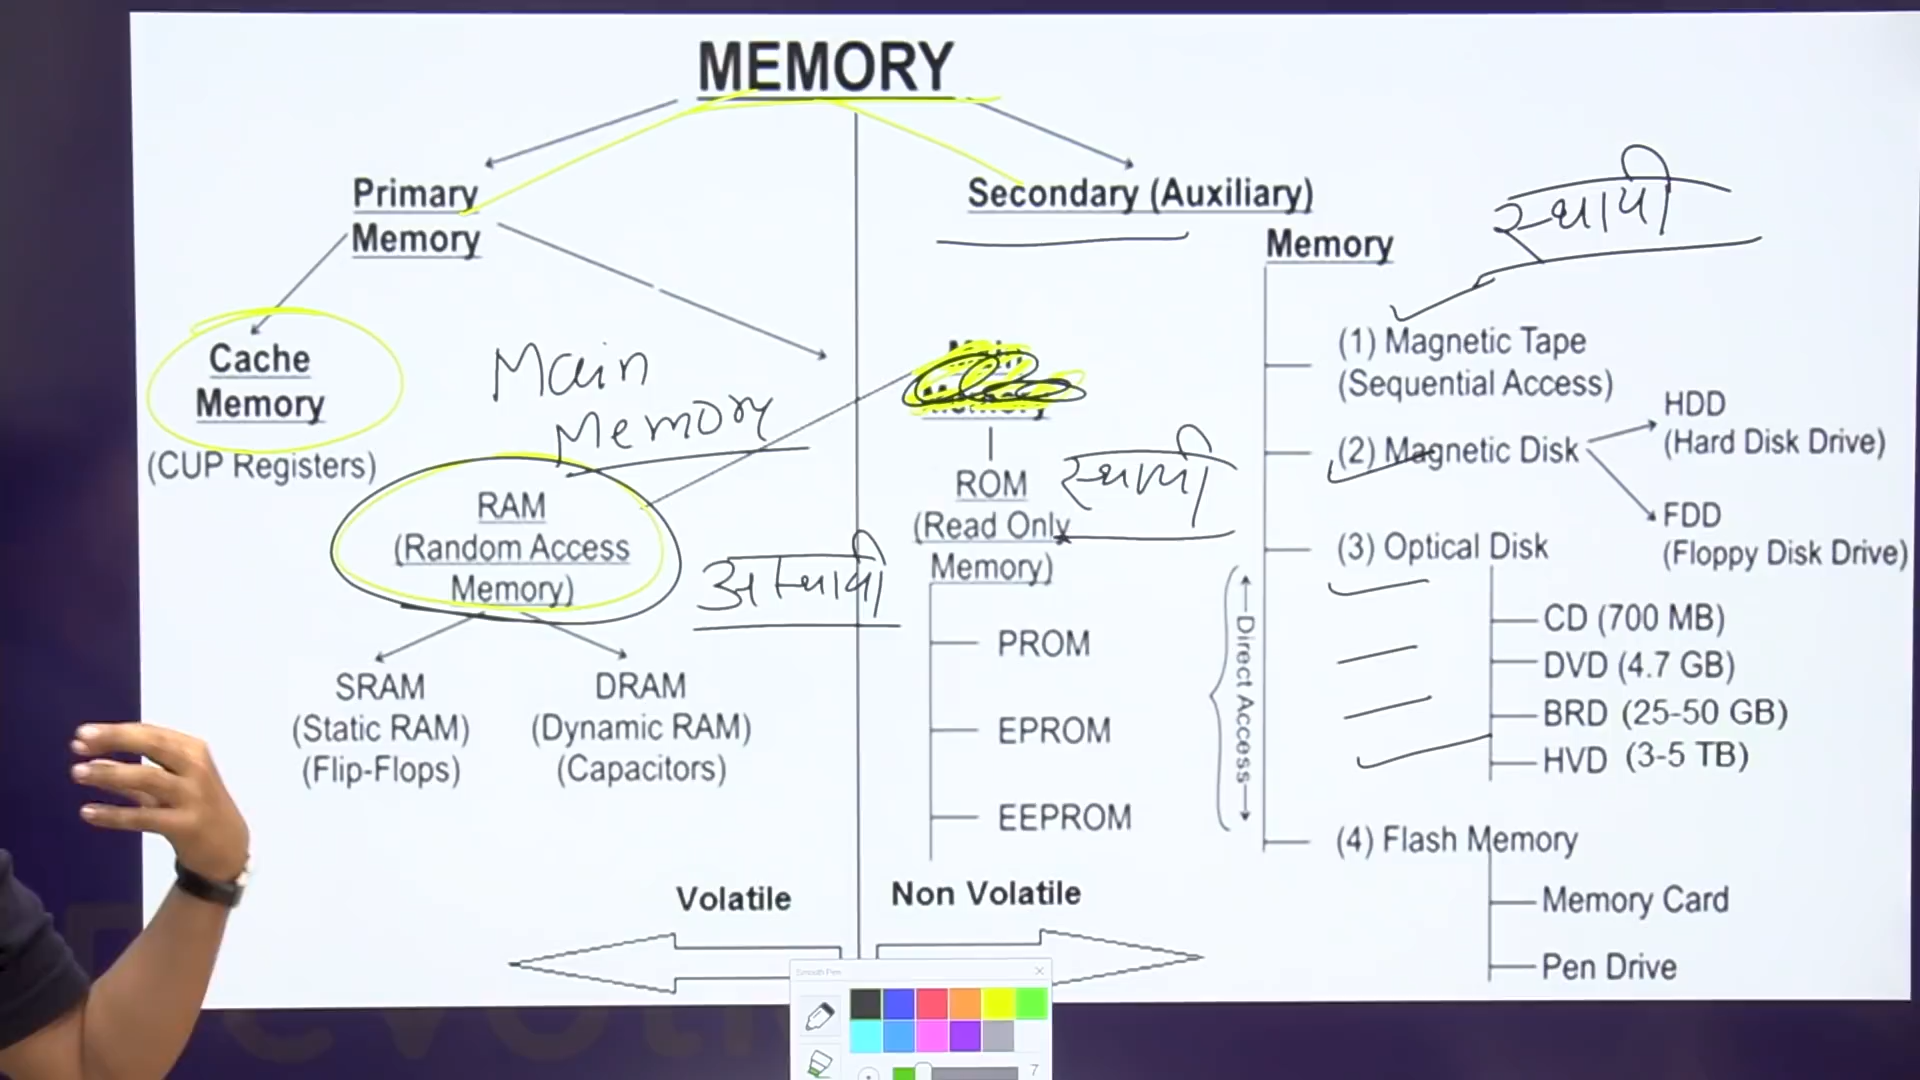 MEMORY
Primary
Memory
Secondary (Auxiliary)
Memory
स्थायी
Cache
Memory
(CUP Registers)
Main
Memory
RAM
(Random Access
Memory)
अस्थायी
SRAM
(Static RAM)
(Flip-Flops)
DRAM
(Dynamic RAM)
(Capacitors)
ROM
(Read Only
Memory)
स्थायी
PROM
EPROM
EEPROM
Direct Access
(1) Magnetic Tape
(Sequential Access)
(2) Magnetic Disk
HDD
(Hard Disk Drive)
FDD
(Floppy Disk Drive)
(3) Optical Disk
CD (700 MB)
DVD (4.7 GB)
BRD (25-50 GB)
HVD (3-5 TB)
(4) Flash Memory
Memory Card
Pen Drive
Volatile
Non Volatile
Smooth Pen
7